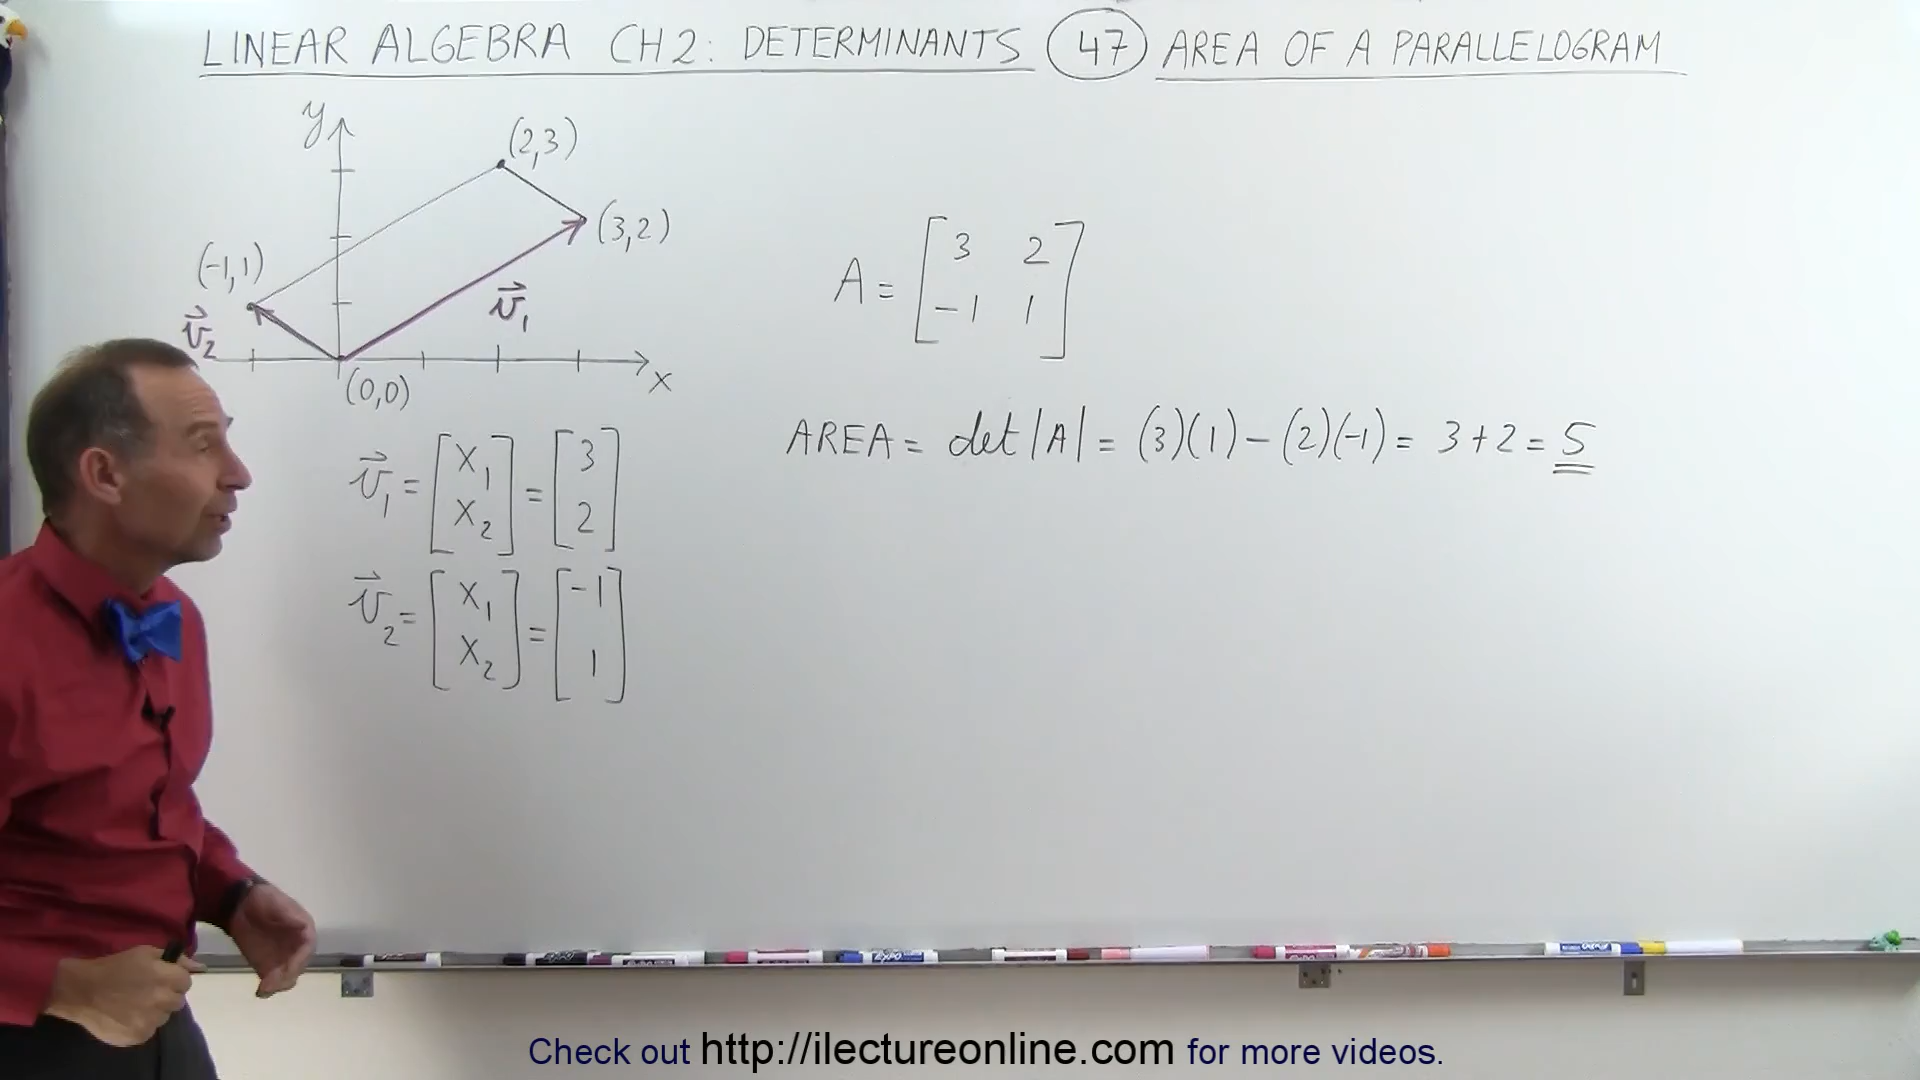 LINEAR ALGEBRA CH2: DETERMINANTS 47 AREA OF A PARALLELOGRAM
y
(2,3)
(3,2)
(-1,1)
v⃗₁
v⃗₂
(0,0)
x
A = [3 2
-1 1]
AREA = det |A| = (3)(1) - (2)(-1) = 3 + 2 = 5
v⃗₁ = [x₁ x₂] = [3 2]
v⃗₂ = [x₁ x₂] = [-1 1]
EXPO
EXPO
Check out http://ilectureonline.com for more videos.